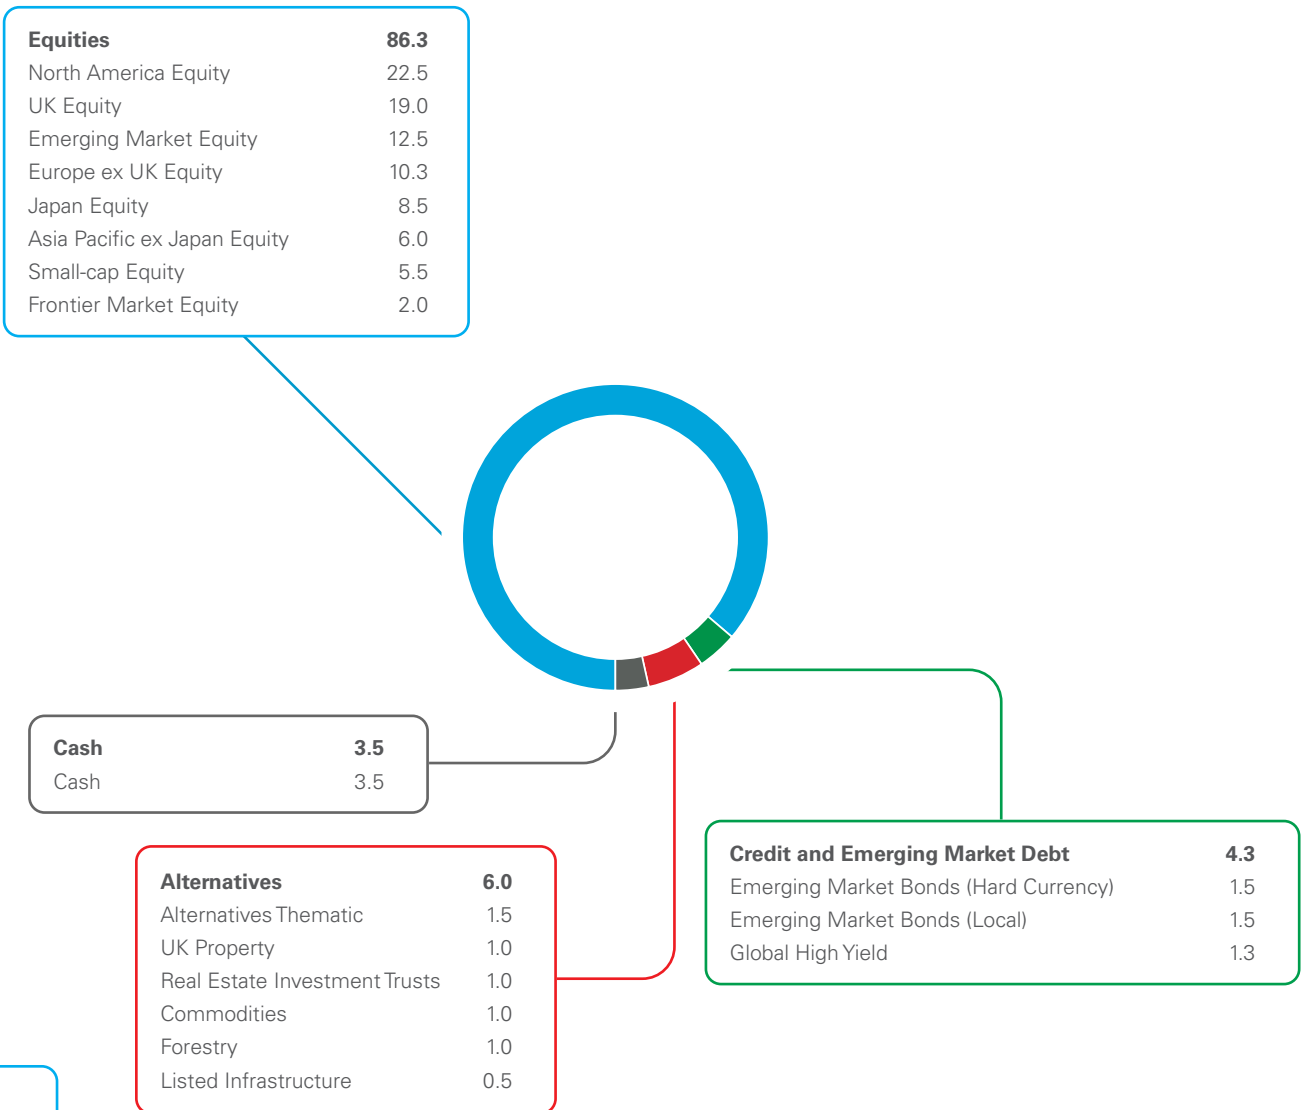 Equities 86.3
North America Equity 22.5
UK Equity 19.0
Emerging Market Equity 12.5
Europe ex UK Equity 10.3
Japan Equity 8.5
Asia Pacific ex Japan Equity 6.0
Small-cap Equity 5.5
Frontier Market Equity 2.0
Cash 3.5
Cash 3.5
Alternatives 6.0
Alternatives Thematic 1.5
UK Property 1.0
Real Estate Investment Trusts 1.0
Commodities 1.0
Forestry 1.0
Listed Infrastructure 0.5
Credit and Emerging Market Debt 4.3
Emerging Market Bonds (Hard Currency) 1.5
Emerging Market Bonds (Local) 1.5
Global High Yield 1.3